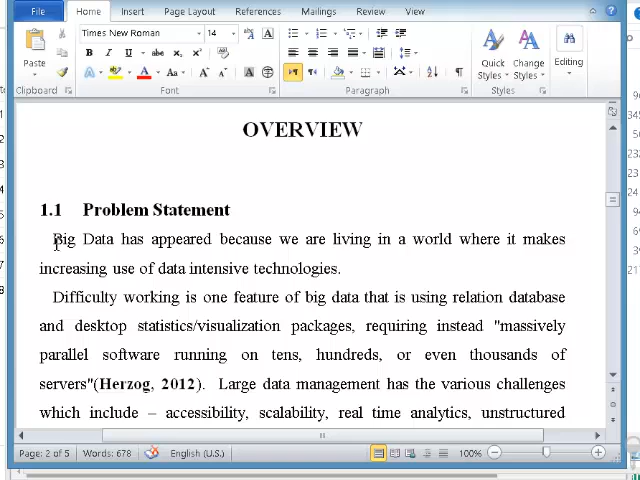 File Home Insert Page Layout References Mailings Review View
Times New Roman 14
Paste
Quick Styles
Change Styles
Editing
Clipboard Font Paragraph Styles
OVERVIEW
1.1 Problem Statement
Big Data has appeared because we are living in a world where it makes
increasing use of data intensive technologies.
Difficulty working is one feature of big data that is using relation database
and desktop statistics/visualization packages, requiring instead "massively
parallel software running on tens, hundreds, or even thousands of
servers"(Herzog, 2012). Large data management has the various challenges
which include – accessibility, scalability, real time analytics, unstructured
Page: 2 of 5 Words: 678 English (U.S.) 100%